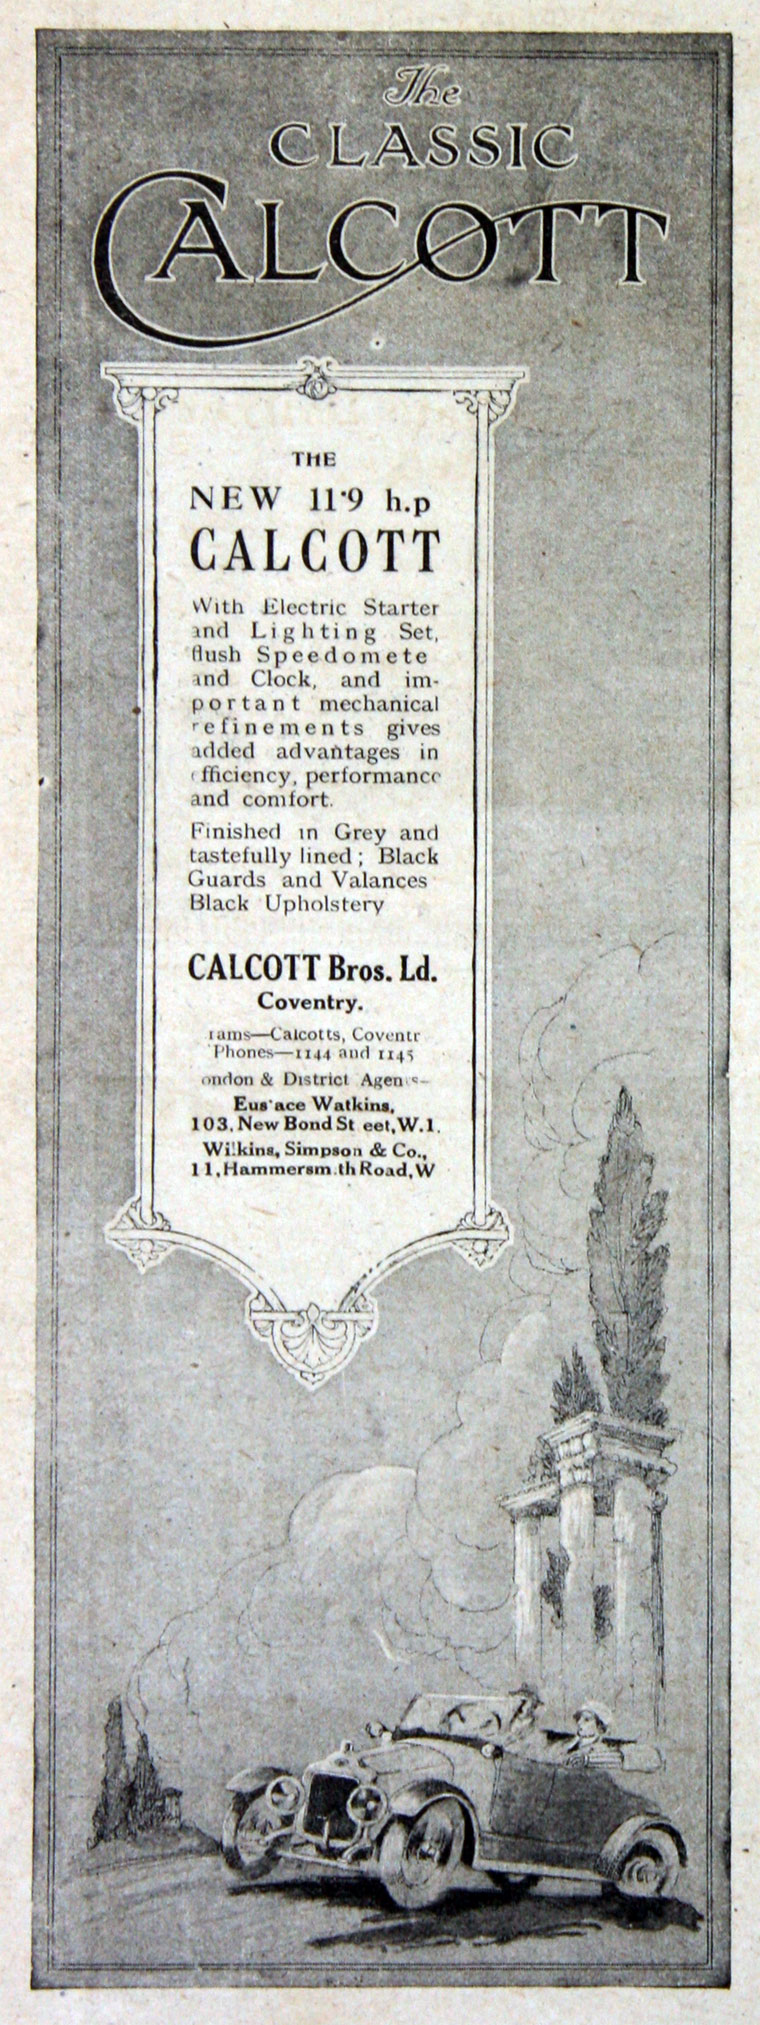 The
CLASSIC
CALCOTT
THE
NEW 11·9 h.p
CALCOTT
With Electric Starter
and Lighting Set,
flush Speedomete
and Clock, and im-
portant mechanical
refinements gives
added advantages in
efficiency, performance
and comfort.
Finished in Grey and
tastefully lined; Black
Guards and Valances
Black Upholstery
CALCOTT Bros. Ld.
Coventry.
rams—Calcotts, Coventr
'Phones—1144 and 1145
ondon & District Agen s—
Eus ace Watkins,
103, New Bond St eet, W.1.
Wilkins, Simpson & Co.,
11, Hammersm th Road, W